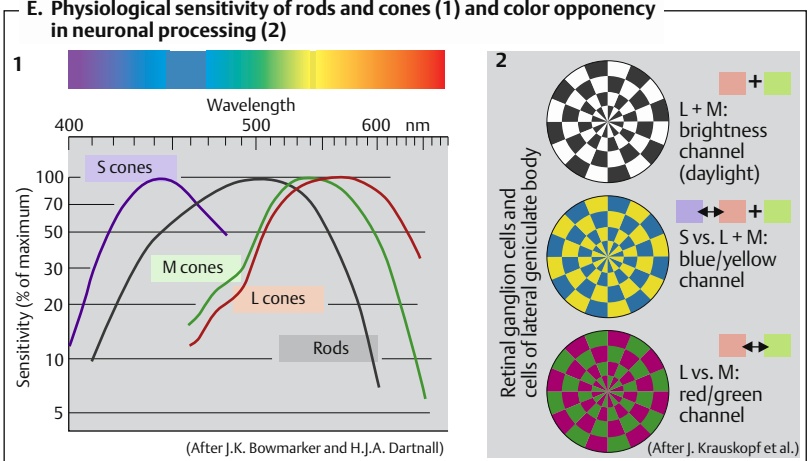 E. Physiological sensitivity of rods and cones (1) and color opponency
in neuronal processing (2)
1
Wavelength
400 500 600 nm
Sensitivity (% of maximum)
100
70
50
30
20
10
5
S cones
M cones
L cones
Rods
(After J.K. Bowmarker and H.J.A. Dartnall)
2
Retinal ganglion cells and
cells of lateral geniculate body
+
L + M:
brightness
channel
(daylight)
+
S vs. L + M:
blue/yellow
channel
L vs. M:
red/green
channel
(After J. Krauskopf et al.)